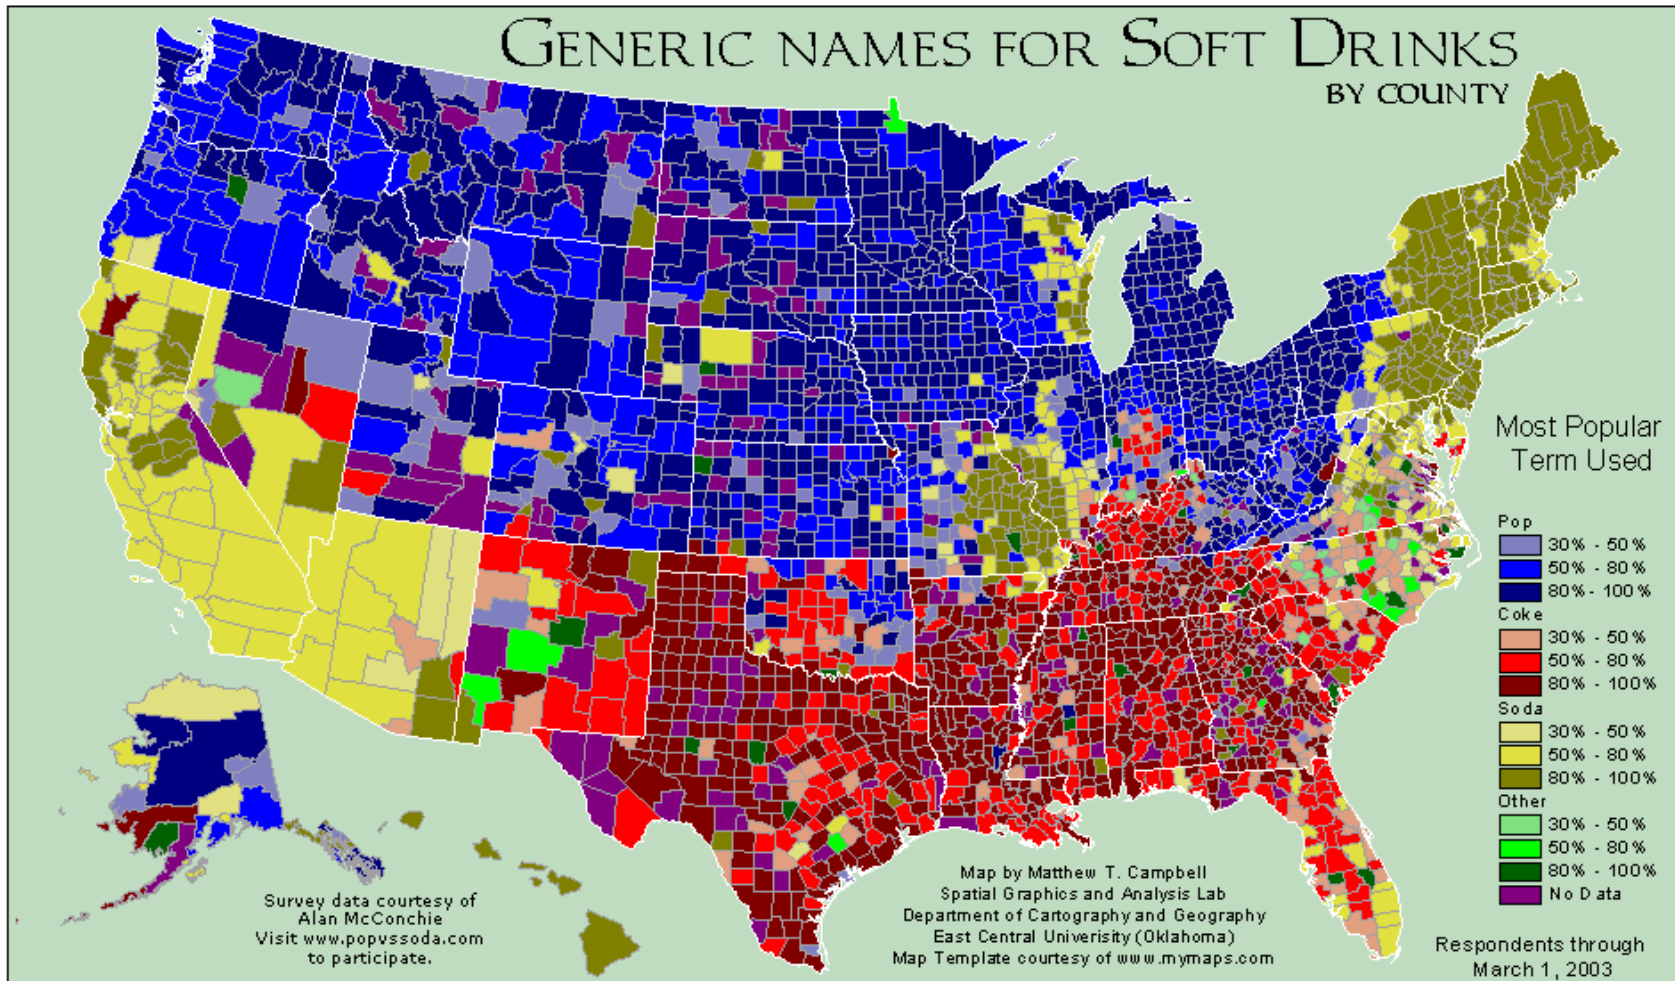 GENERIC NAMES FOR SOFT DRINKS
BY COUNTY
Most Popular
Term Used
Pop
30% - 50%
50% - 80%
80% - 100%
Coke
30% - 50%
50% - 80%
80% - 100%
Soda
30% - 50%
50% - 80%
80% - 100%
Other
30% - 50%
50% - 80%
80% - 100%
No Data
Survey data courtesy of
Alan McConchie
Visit www.popvssoda.com
to participate.
Map by Matthew T. Campbell
Spatial Graphics and Analysis Lab
Department of Cartography and Geography
East Central Univerisity (Oklahoma)
Map Template courtesy of www.mymaps.com
Respondents through
March 1, 2003